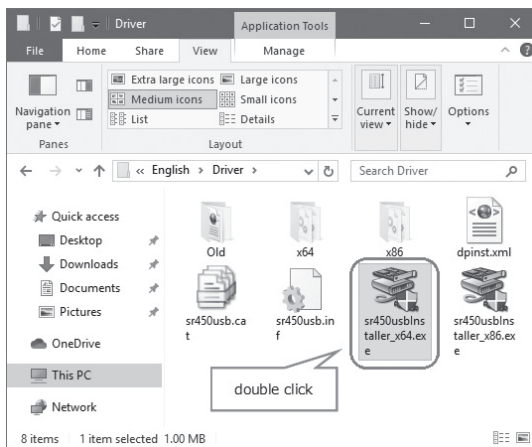 Driver
Application Tools
File Home Share View Manage
Extra large icons Large icons
Medium icons Small icons
List Details
Navigation
pane
Current
view
Show/
hide
Options
Panes Layout
« English > Driver >
Search Driver
Quick access
Desktop
Downloads
Documents
Pictures
OneDrive
This PC
Network
Old x64 x86 dpinst.xml
sr450usb.ca
t
sr450usb.in
f
sr450usbIns
taller_x64.ex
e
sr450usbIns
taller_x86.ex
e
double click
8 items 1 item selected 1.00 MB